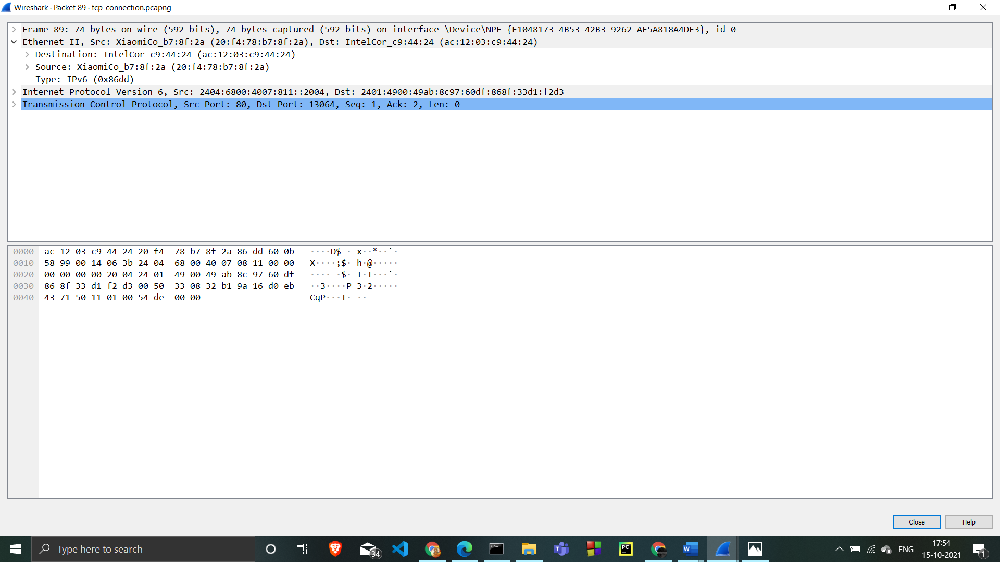 Wireshark · Packet 89 · tcp_connection.pcapng
Frame 89: 74 bytes on wire (592 bits), 74 bytes captured (592 bits) on interface \Device\NPF_{F1048173-4B53-42B3-9262-AF5A818A4DF3}, id 0
Ethernet II, Src: XiaomiCo_b7:8f:2a (20:f4:78:b7:8f:2a), Dst: IntelCor_c9:44:24 (ac:12:03:c9:44:24)
Destination: IntelCor_c9:44:24 (ac:12:03:c9:44:24)
Source: XiaomiCo_b7:8f:2a (20:f4:78:b7:8f:2a)
Type: IPv6 (0x86dd)
Internet Protocol Version 6, Src: 2404:6800:4007:811::2004, Dst: 2401:4900:49ab:8c97:60df:868f:33d1:f2d3
Transmission Control Protocol, Src Port: 80, Dst Port: 13064, Seq: 1, Ack: 2, Len: 0
0000 ac 12 03 c9 44 24 20 f4 78 b7 8f 2a 86 dd 60 0b ····D$ · x··*··`·
0010 58 99 00 14 06 3b 24 04 68 00 40 07 08 11 00 00 X····;$· h·@·····
0020 00 00 00 00 20 04 24 01 49 00 49 ab 8c 97 60 df ···· ·$· I·I···`·
0030 86 8f 33 d1 f2 d3 00 50 33 08 32 b1 9a 16 d0 eb ··3····P 3·2·····
0040 43 71 50 11 01 00 54 de 00 00 CqP···T· ··
Close Help
Type here to search
34
PC
ENG
17:54
15-10-2021
1